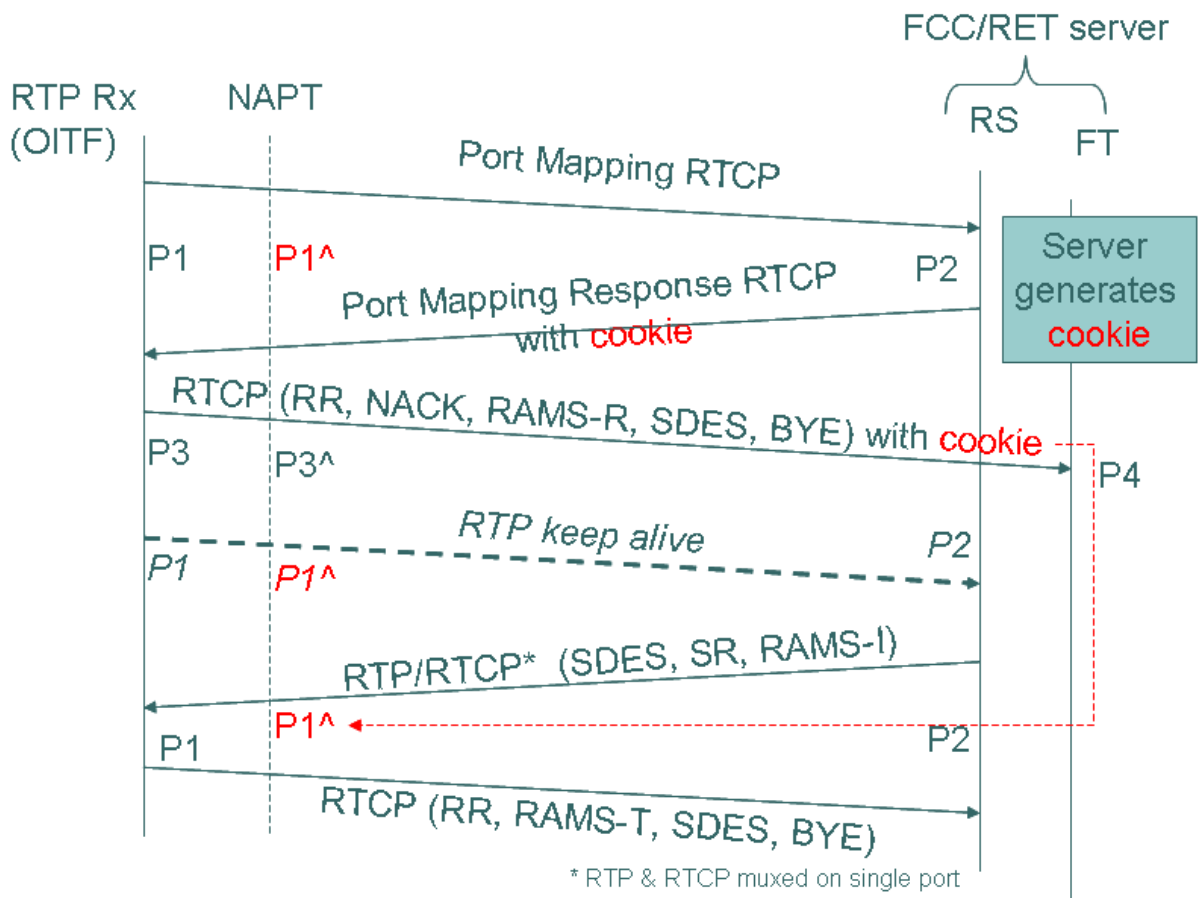 FCC/RET server
RTP Rx
(OITF)
NAPT
RS
FT
Port Mapping RTCP
P1
P1^
P2
Server
generates
cookie
Port Mapping Response RTCP
with cookie
RTCP (RR, NACK, RAMS-R, SDES, BYE) with cookie
P3
P3^
P4
RTP keep alive
P1
P1^
P2
RTP/RTCP* (SDES, SR, RAMS-I)
P1
P1^
P2
RTCP (RR, RAMS-T, SDES, BYE)
* RTP & RTCP muxed on single port